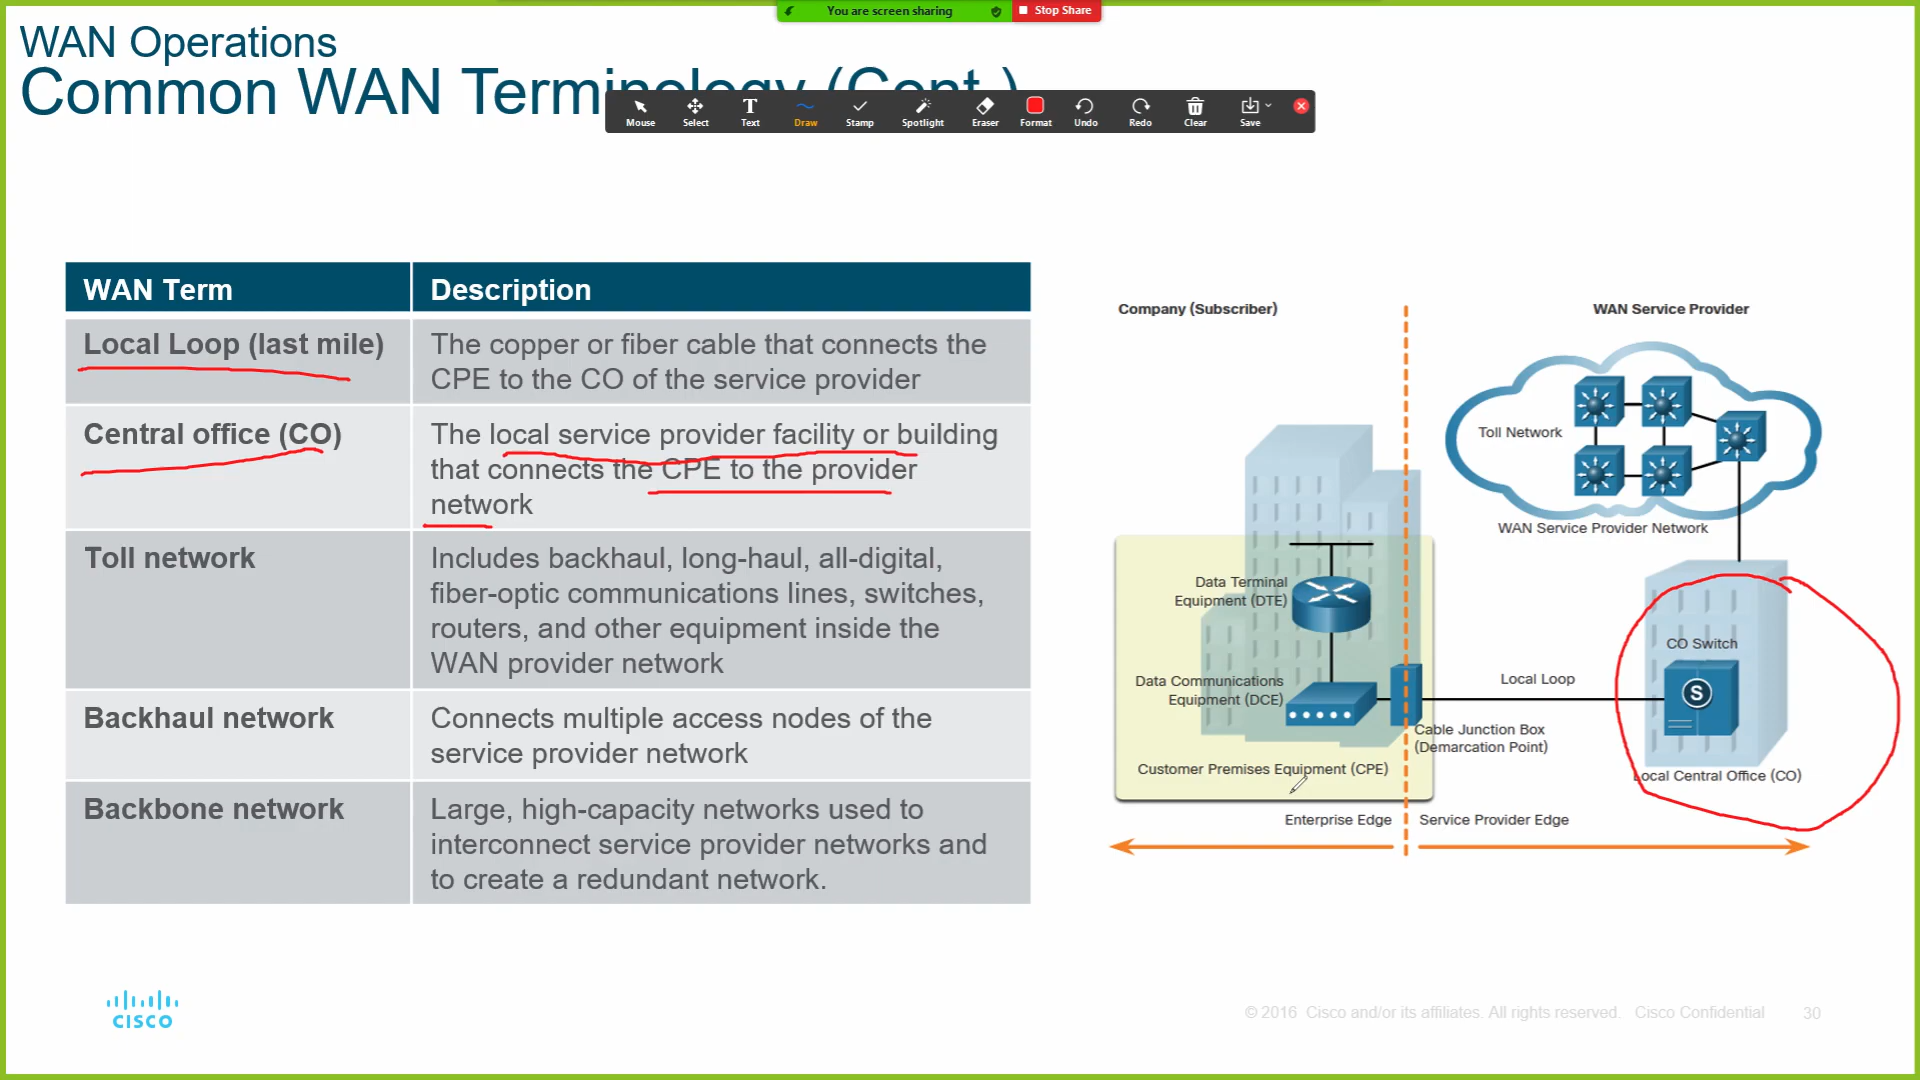 You are screen sharing
Stop Share
WAN Operations
Common WAN Terminology (Cont.)
Mouse
Select
Text
Draw
Stamp
Spotlight
Eraser
Format
Undo
Redo
Clear
Save
WAN Term
Description
Local Loop (last mile)
The copper or fiber cable that connects the
CPE to the CO of the service provider
Central office (CO)
The local service provider facility or building
that connects the CPE to the provider
network
Toll network
Includes backhaul, long-haul, all-digital,
fiber-optic communications lines, switches,
routers, and other equipment inside the
WAN provider network
Backhaul network
Connects multiple access nodes of the
service provider network
Backbone network
Large, high-capacity networks used to
interconnect service provider networks and
to create a redundant network.
Company (Subscriber)
WAN Service Provider
Toll Network
WAN Service Provider Network
Data Terminal
Equipment (DTE)
CO Switch
S
Data Communications
Equipment (DCE)
Local Loop
Cable Junction Box
(Demarcation Point)
Customer Premises Equipment (CPE)
Local Central Office (CO)
Enterprise Edge
Service Provider Edge
CISCO
© 2016 Cisco and/or its affiliates. All rights reserved. Cisco Confidential
30